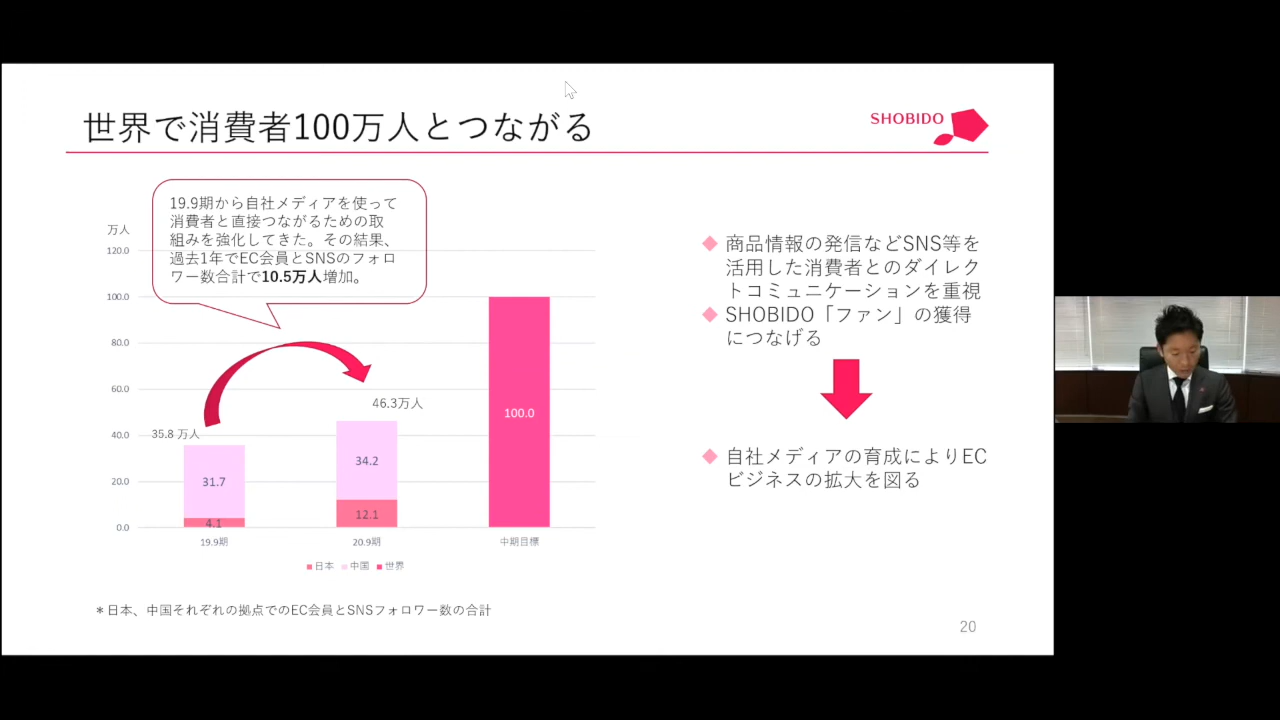 世界で消費者100万人とつながる
SHOBIDO
19.9期から自社メディアを使って
消費者と直接つながるための取
組みを強化してきた。その結果、
過去1年でEC会員とSNSのフォロ
ワー数合計で10.5万人増加。
万人
120.0
100.0
80.0
60.0
40.0
20.0
0.0
35.8 万人
46.3万人
31.7
4.1
34.2
12.1
100.0
19.9期
20.9期
中期目標
日本 中国 世界
＊日本、中国それぞれの拠点でのEC会員とSNSフォロワー数の合計
商品情報の発信などSNS等を
活用した消費者とのダイレク
トコミュニケーションを重視
SHOBIDO「ファン」の獲得
につなげる
自社メディアの育成によりEC
ビジネスの拡大を図る
20